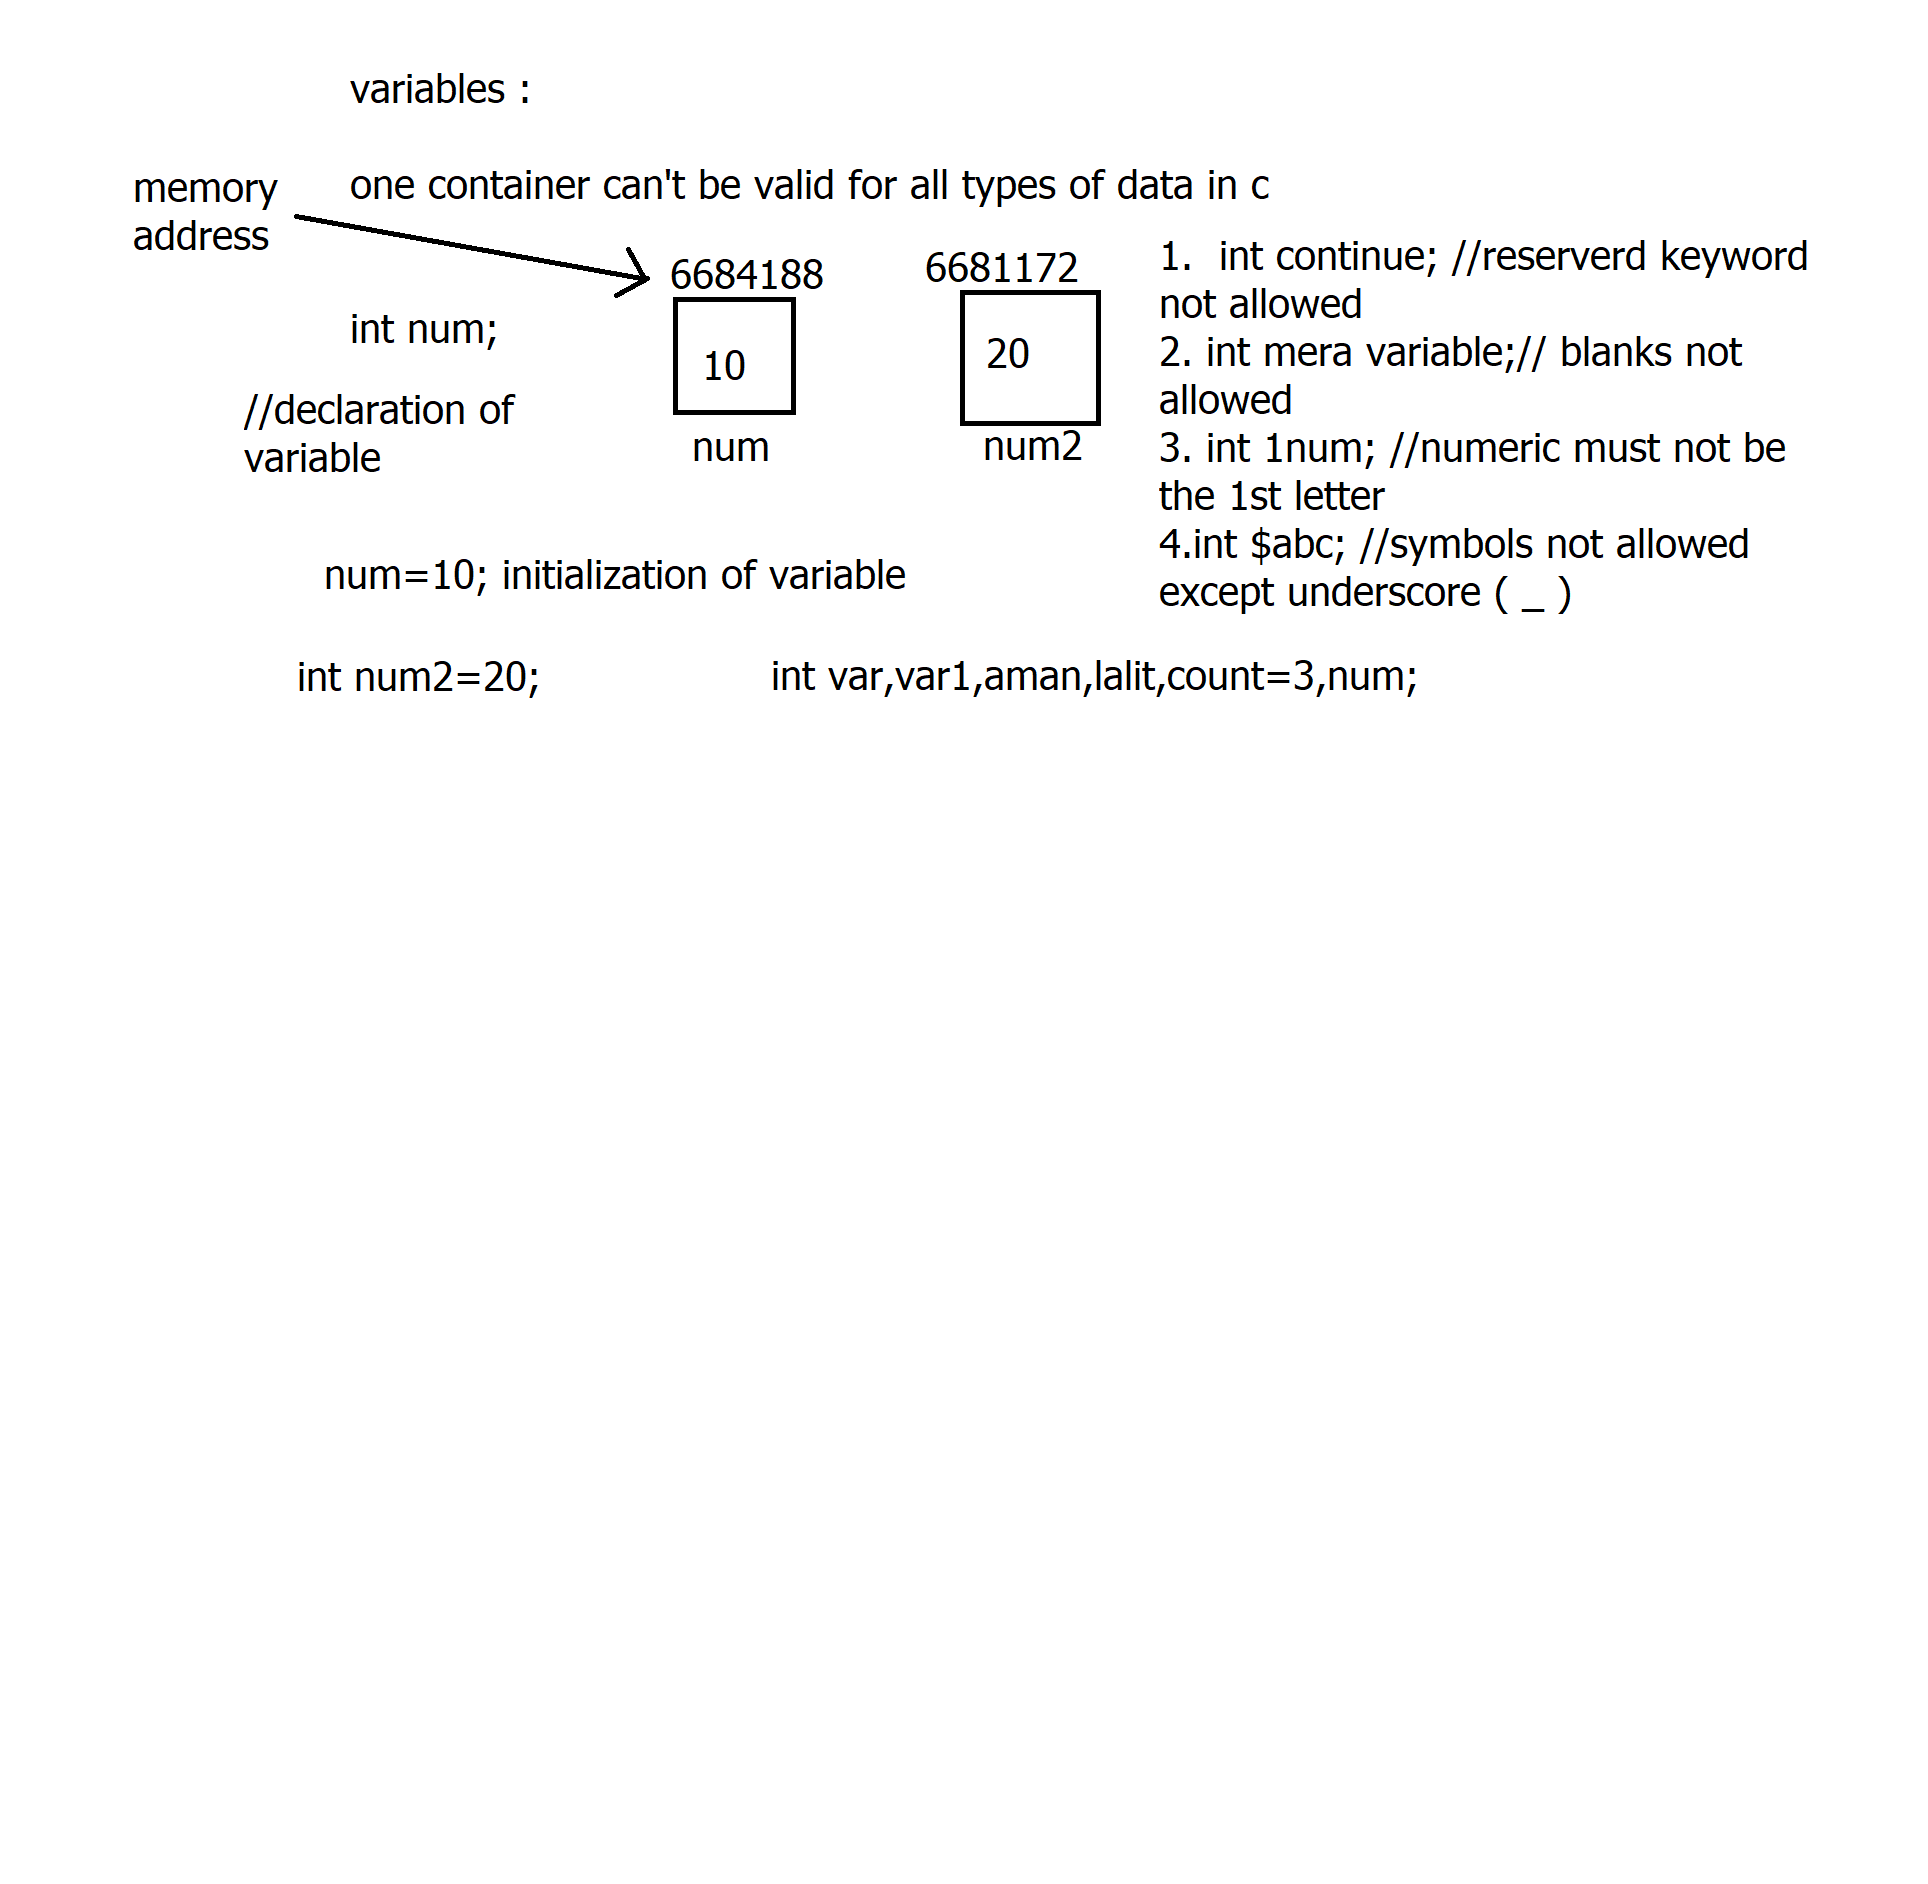 variables :
one container can't be valid for all types of data in c
memory
address
6684188
6681172
int num;
10
20
//declaration of
variable
num
num2
1.  int continue; //reserverd keyword
not allowed
2. int mera variable;// blanks not
allowed
3. int 1num; //numeric must not be
the 1st letter
4.int $abc; //symbols not allowed
except underscore ( _ )
num=10; initialization of variable
int num2=20;
int var,var1,aman,lalit,count=3,num;